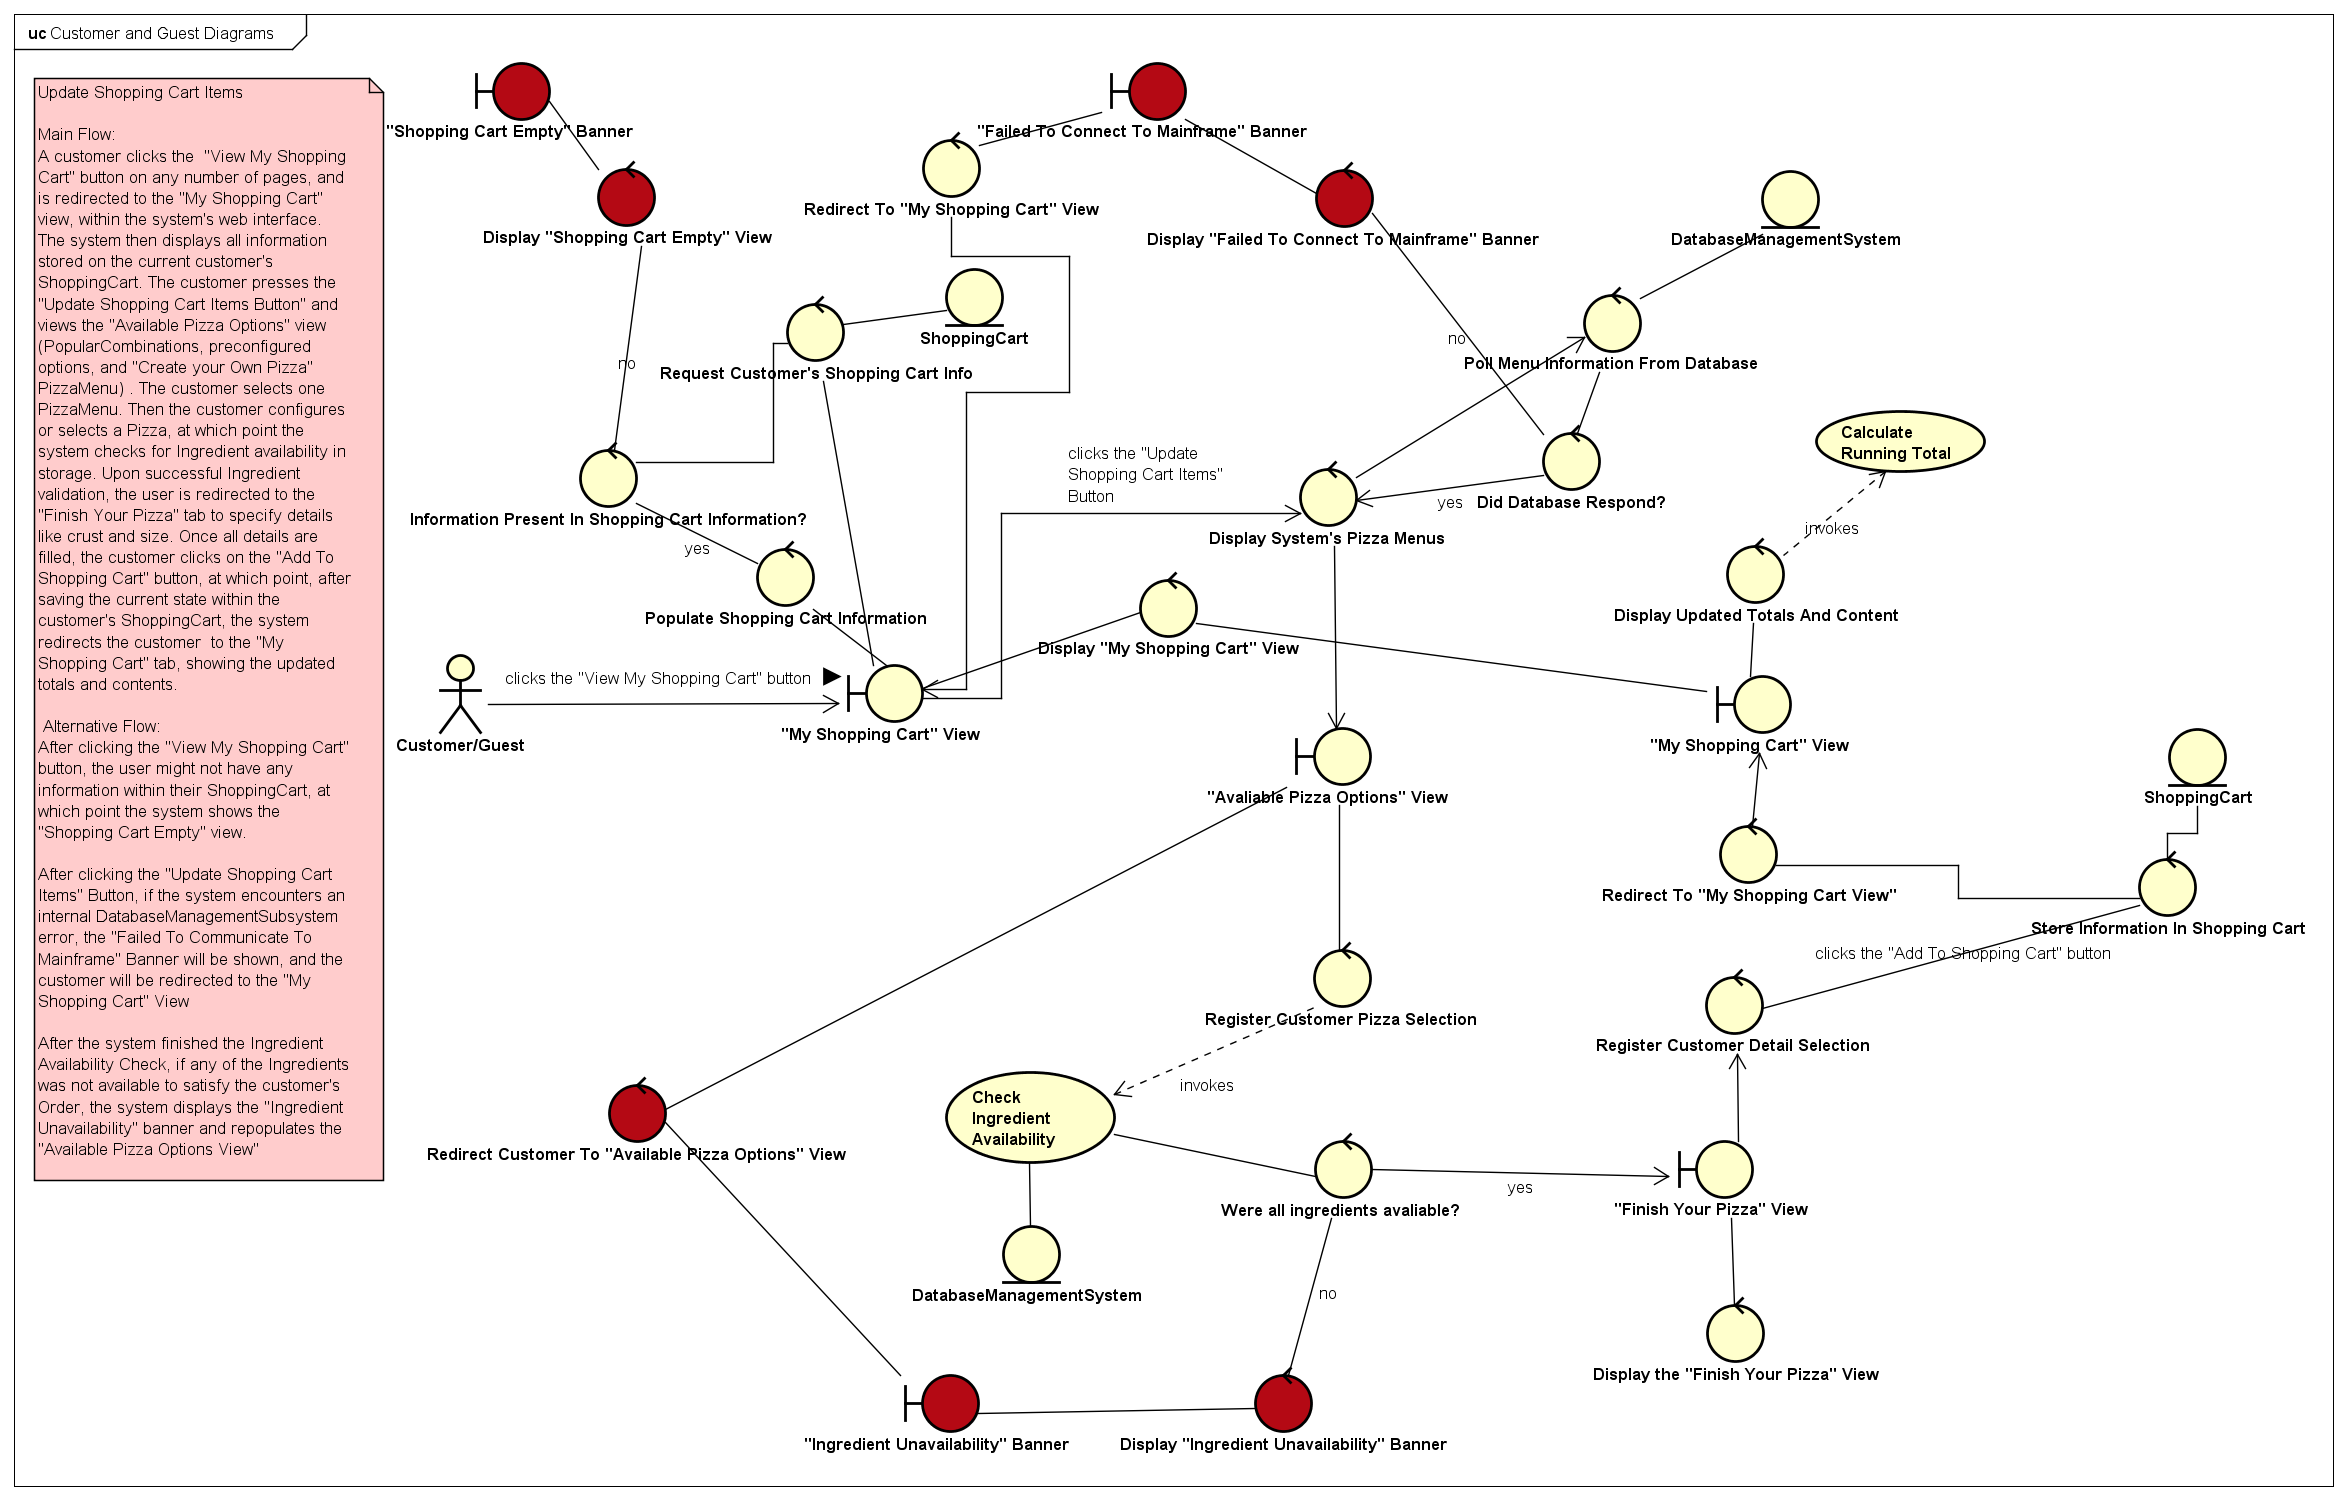 uc Customer and Guest Diagrams
Update Shopping Cart Items
Main Flow:
A customer clicks the  "View My Shopping
Cart" button on any number of pages, and
is redirected to the "My Shopping Cart"
view, within the system's web interface.
The system then displays all information
stored on the current customer's
ShoppingCart. The customer presses the
"Update Shopping Cart Items Button" and
views the "Available Pizza Options" view
(PopularCombinations, preconfigured
options, and "Create your Own Pizza"
PizzaMenu) . The customer selects one
PizzaMenu. Then the customer configures
or selects a Pizza, at which point the
system checks for Ingredient availability in
storage. Upon successful Ingredient
validation, the user is redirected to the
"Finish Your Pizza" tab to specify details
like crust and size. Once all details are
filled, the customer clicks on the "Add To
Shopping Cart" button, at which point, after
saving the current state within the
customer's ShoppingCart, the system
redirects the customer  to the "My
Shopping Cart" tab, showing the updated
totals and contents.
Alternative Flow:
After clicking the "View My Shopping Cart"
button, the user might not have any
information within their ShoppingCart, at
which point the system shows the
"Shopping Cart Empty" view.
After clicking the "Update Shopping Cart
Items" Button, if the system encounters an
internal DatabaseManagementSubsystem
error, the "Failed To Communicate To
Mainframe" Banner will be shown, and the
customer will be redirected to the "My
Shopping Cart" View
After the system finished the Ingredient
Availability Check, if any of the Ingredients
was not available to satisfy the customer's
Order, the system displays the "Ingredient
Unavailability" banner and repopulates the
"Available Pizza Options View"
"Shopping Cart Empty" Banner
"Failed To Connect To Mainframe" Banner
Redirect To "My Shopping Cart" View
Display "Shopping Cart Empty" View
Display "Failed To Connect To Mainframe" Banner
DatabaseManagementSystem
ShoppingCart
no
no
Request Customer's Shopping Cart Info
Poll Menu Information From Database
Calculate
Running Total
clicks the "Update
Shopping Cart Items"
Button
yes
Did Database Respond?
Information Present In Shopping Cart Information?
invokes
Display System's Pizza Menus
yes
Populate Shopping Cart Information
Display Updated Totals And Content
Display "My Shopping Cart" View
clicks the "View My Shopping Cart" button
Customer/Guest
"My Shopping Cart" View
"My Shopping Cart" View
"Avaliable Pizza Options" View
ShoppingCart
Redirect To "My Shopping Cart View"
Store Information In Shopping Cart
clicks the "Add To Shopping Cart" button
Register Customer Pizza Selection
Register Customer Detail Selection
invokes
Check
Ingredient
Availability
Redirect Customer To "Available Pizza Options" View
yes
Were all ingredients avaliable?
"Finish Your Pizza" View
no
DatabaseManagementSystem
Display the "Finish Your Pizza" View
"Ingredient Unavailability" Banner
Display "Ingredient Unavailability" Banner